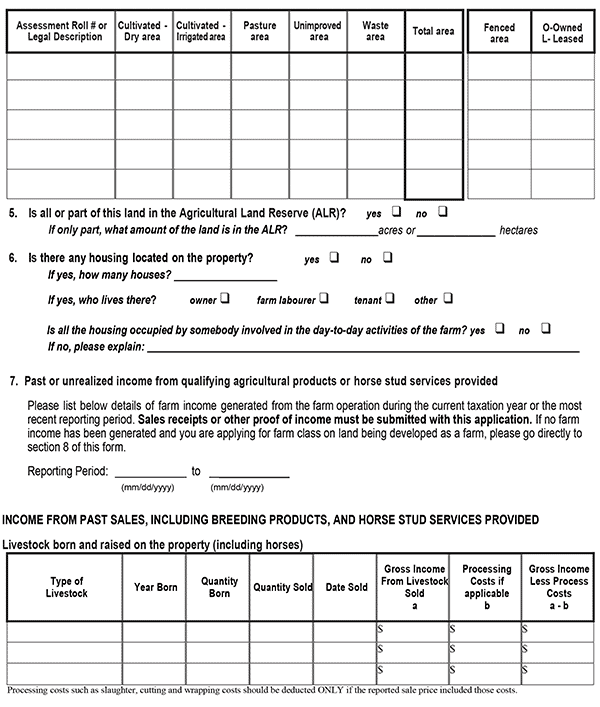 Assessment Roll # or Legal Description Cultivated - Dry area Cultivated - Irrigated area Pasture area Unimproved area Waste area Total area Fenced area O-Owned L- Leased
5. Is all or part of this land in the Agricultural Land Reserve (ALR)? yes ❑ no ❑
If only part, what amount of the land is in the ALR? ______________acres or _____________ hectares
6. Is there any housing located on the property? yes ❑ no ❑
If yes, how many houses? _________________
If yes, who lives there? owner ❑ farm labourer ❑ tenant ❑ other ❑
Is all the housing occupied by somebody involved in the day-to-day activities of the farm? yes ❑ no ❑
If no, please explain: ______________________________________________
7. Past or unrealized income from qualifying agricultural products or horse stud services provided
Please list below details of farm income generated from the farm operation during the current taxation year or the most
recent reporting period. Sales receipts or other proof of income must be submitted with this application. If no farm
income has been generated and you are applying for farm class on land being developed as a farm, please go directly to
section 8 of this form.
Reporting Period: ____________ to ______________
(mm/dd/yyyy) (mm/dd/yyyy)
INCOME FROM PAST SALES, INCLUDING BREEDING PRODUCTS, AND HORSE STUD SERVICES PROVIDED
Livestock born and raised on the property (including horses)
Type of Livestock Year Born Quantity Born Quantity Sold Date Sold Gross Income From Livestock Sold a Processing Costs if applicable b Gross Income Less Process Costs a - b
$ $ $
$ $ $
$ $ $
Processing costs such as slaughter, cutting and wrapping costs should be deducted ONLY if the reported sale price included those costs.